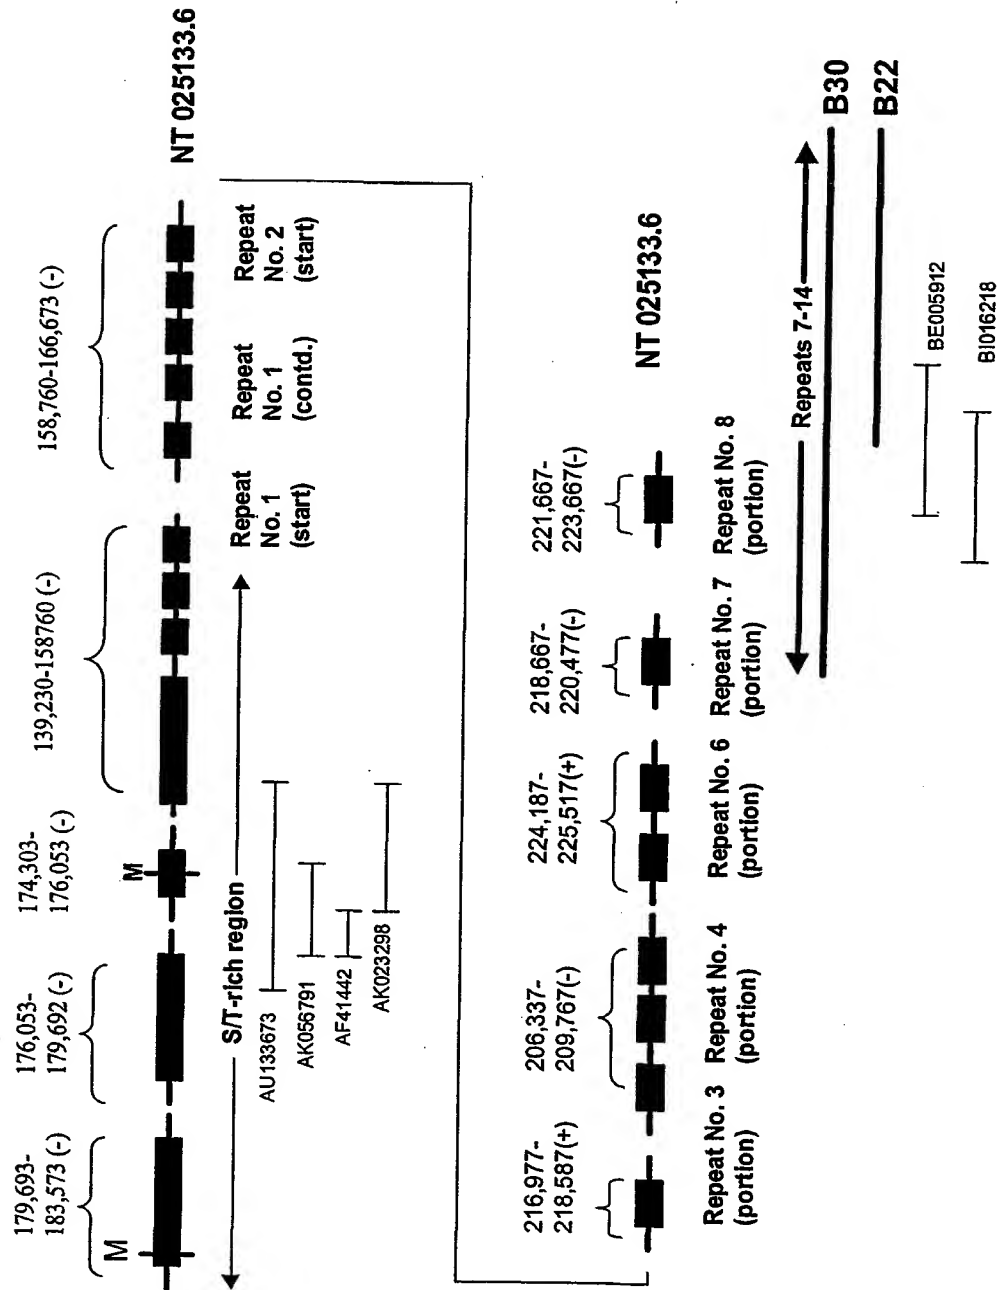 179,693-
183,573 (-)
176,053-
179,692 (-)
174,303-
176,053 (-)
139,230-158760 (-)
158,760-166,673 (-)
M
M
NT 025133.6
S/T-rich region
Repeat
No. 1
(start)
Repeat
No. 1
(contd.)
Repeat
No. 2
(start)
AU133673
AK056791
AF41442
AK023298
216,977-
218,587(+)
206,337-
209,767(-)
224,187-
225,517(+)
218,667-
220,477(-)
221,667-
223,667(-)
NT 025133.6
Repeat No. 3
(portion)
Repeat No. 4
(portion)
Repeat No. 6
(portion)
Repeat No. 7
(portion)
Repeat No. 8
(portion)
Repeats 7-14
B30
B22
BE005912
BI016218